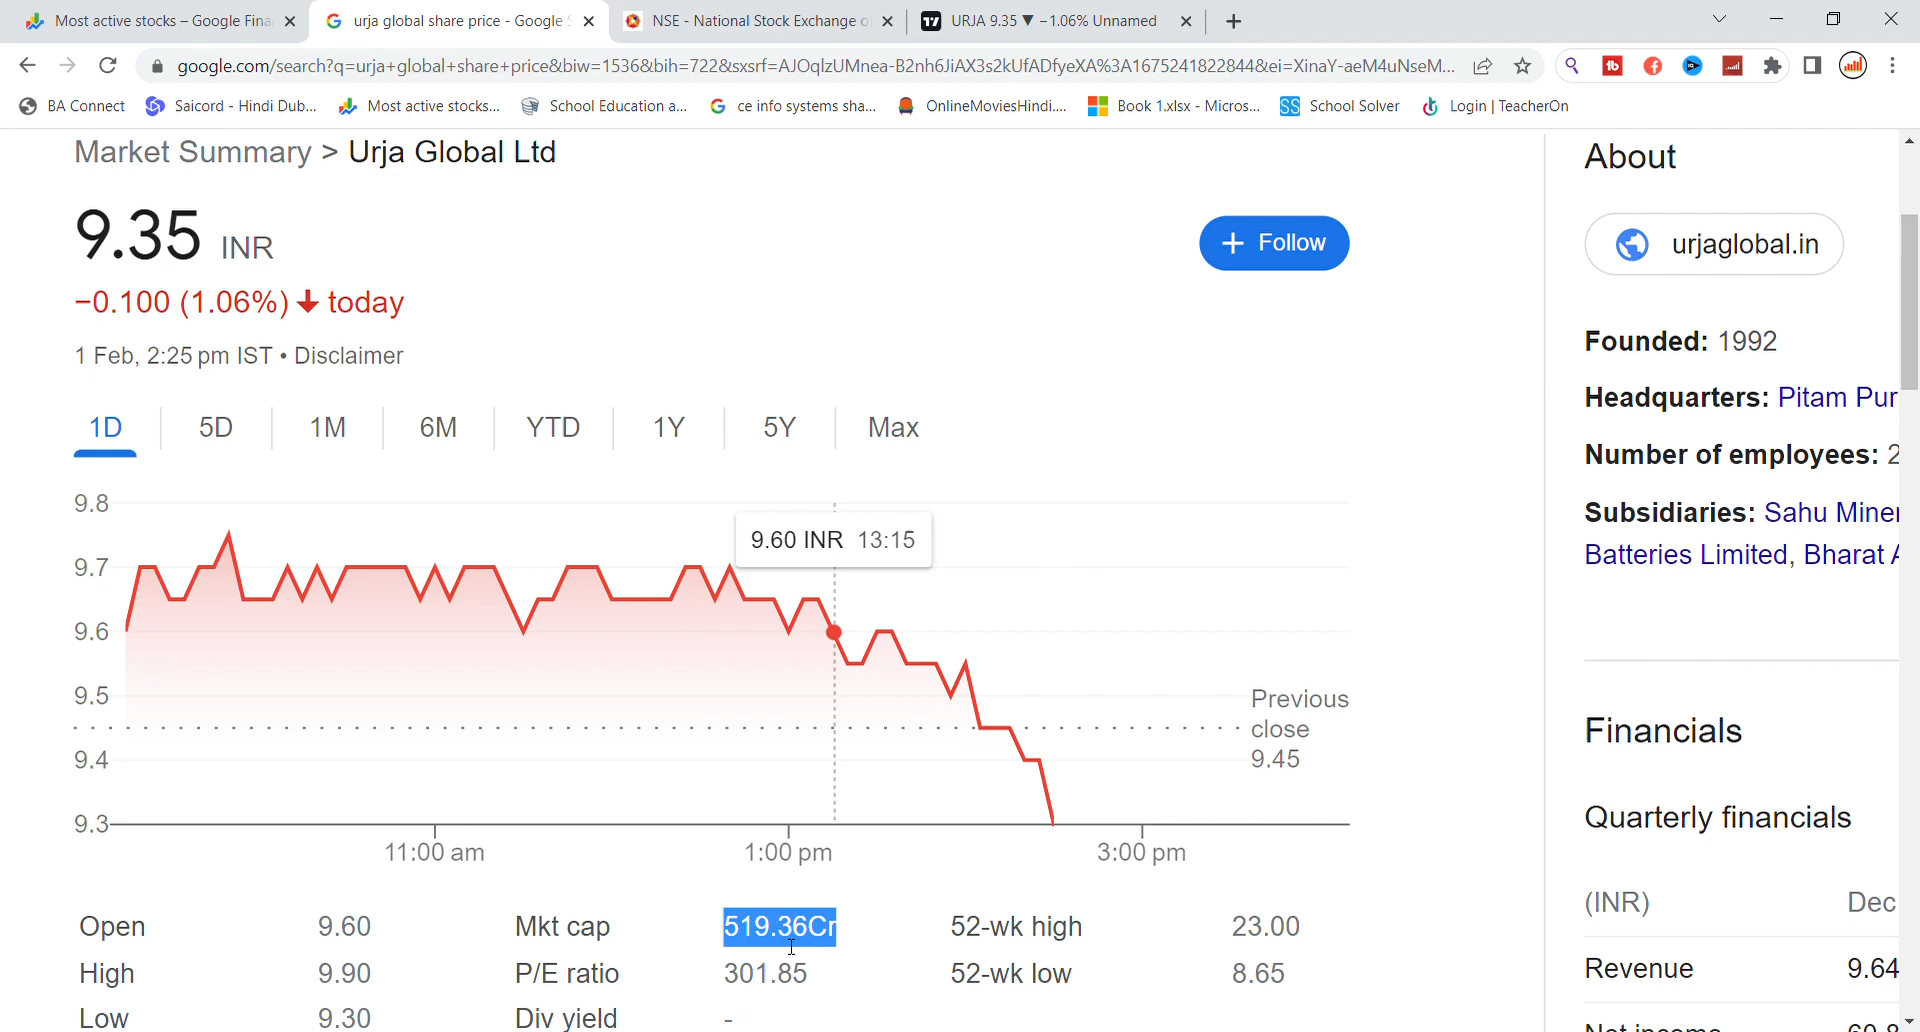 Most active stocks – Google Fina
urja global share price - Google S
NSE - National Stock Exchange o
URJA 9.35 ▼ −1.06% Unnamed
google.com/search?q=urja+global+share+price&biw=1536&bih=722&sxsrf=AJOqlzUMnea-B2nh6JiAX3s2kUfADfyeXA%3A1675241822844&ei=XinaY-aeM4uNseM...
BA Connect
Saicord - Hindi Dub...
Most active stocks...
School Education a...
ce info systems sha...
OnlineMoviesHindi....
Book 1.xlsx - Micros...
School Solver
Login | TeacherOn
Market Summary > Urja Global Ltd
9.35 INR
+ Follow
−0.100 (1.06%) ↓ today
1 Feb, 2:25 pm IST • Disclaimer
1D 5D 1M 6M YTD 1Y 5Y Max
9.8
9.60 INR 13:15
9.7
9.6
9.5
9.4
9.3
Previous
close
9.45
11:00 am 1:00 pm 3:00 pm
Open 9.60 Mkt cap 519.36Cr 52-wk high 23.00
High 9.90 P/E ratio 301.85 52-wk low 8.65
Low 9.30 Div yield -
About
urjaglobal.in
Founded: 1992
Headquarters: Pitam Pur
Number of employees: 2
Subsidiaries: Sahu Miner
Batteries Limited, Bharat A
Financials
Quarterly financials
(INR) Dec
Revenue 9.64